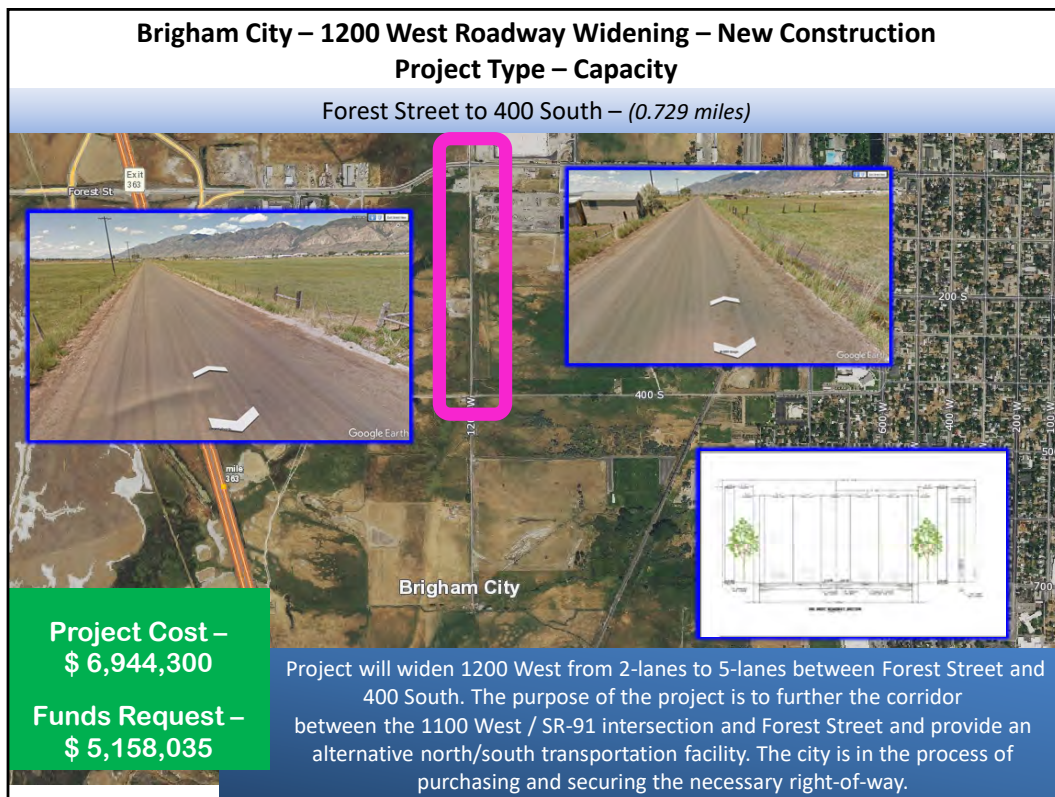 Brigham City – 1200 West Roadway Widening – New Construction
Project Type – Capacity
Forest Street to 400 South – (0.729 miles)
Exit
363
Forest St
Google Earth
Google Earth
200 S
400 S
600 W
400 W
200 W
100 W
mile
363
Brigham City
700
Project Cost –
$ 6,944,300
Funds Request –
$ 5,158,035
Project will widen 1200 West from 2-lanes to 5-lanes between Forest Street and
400 South. The purpose of the project is to further the corridor
between the 1100 West / SR-91 intersection and Forest Street and provide an
alternative north/south transportation facility. The city is in the process of
purchasing and securing the necessary right-of-way.